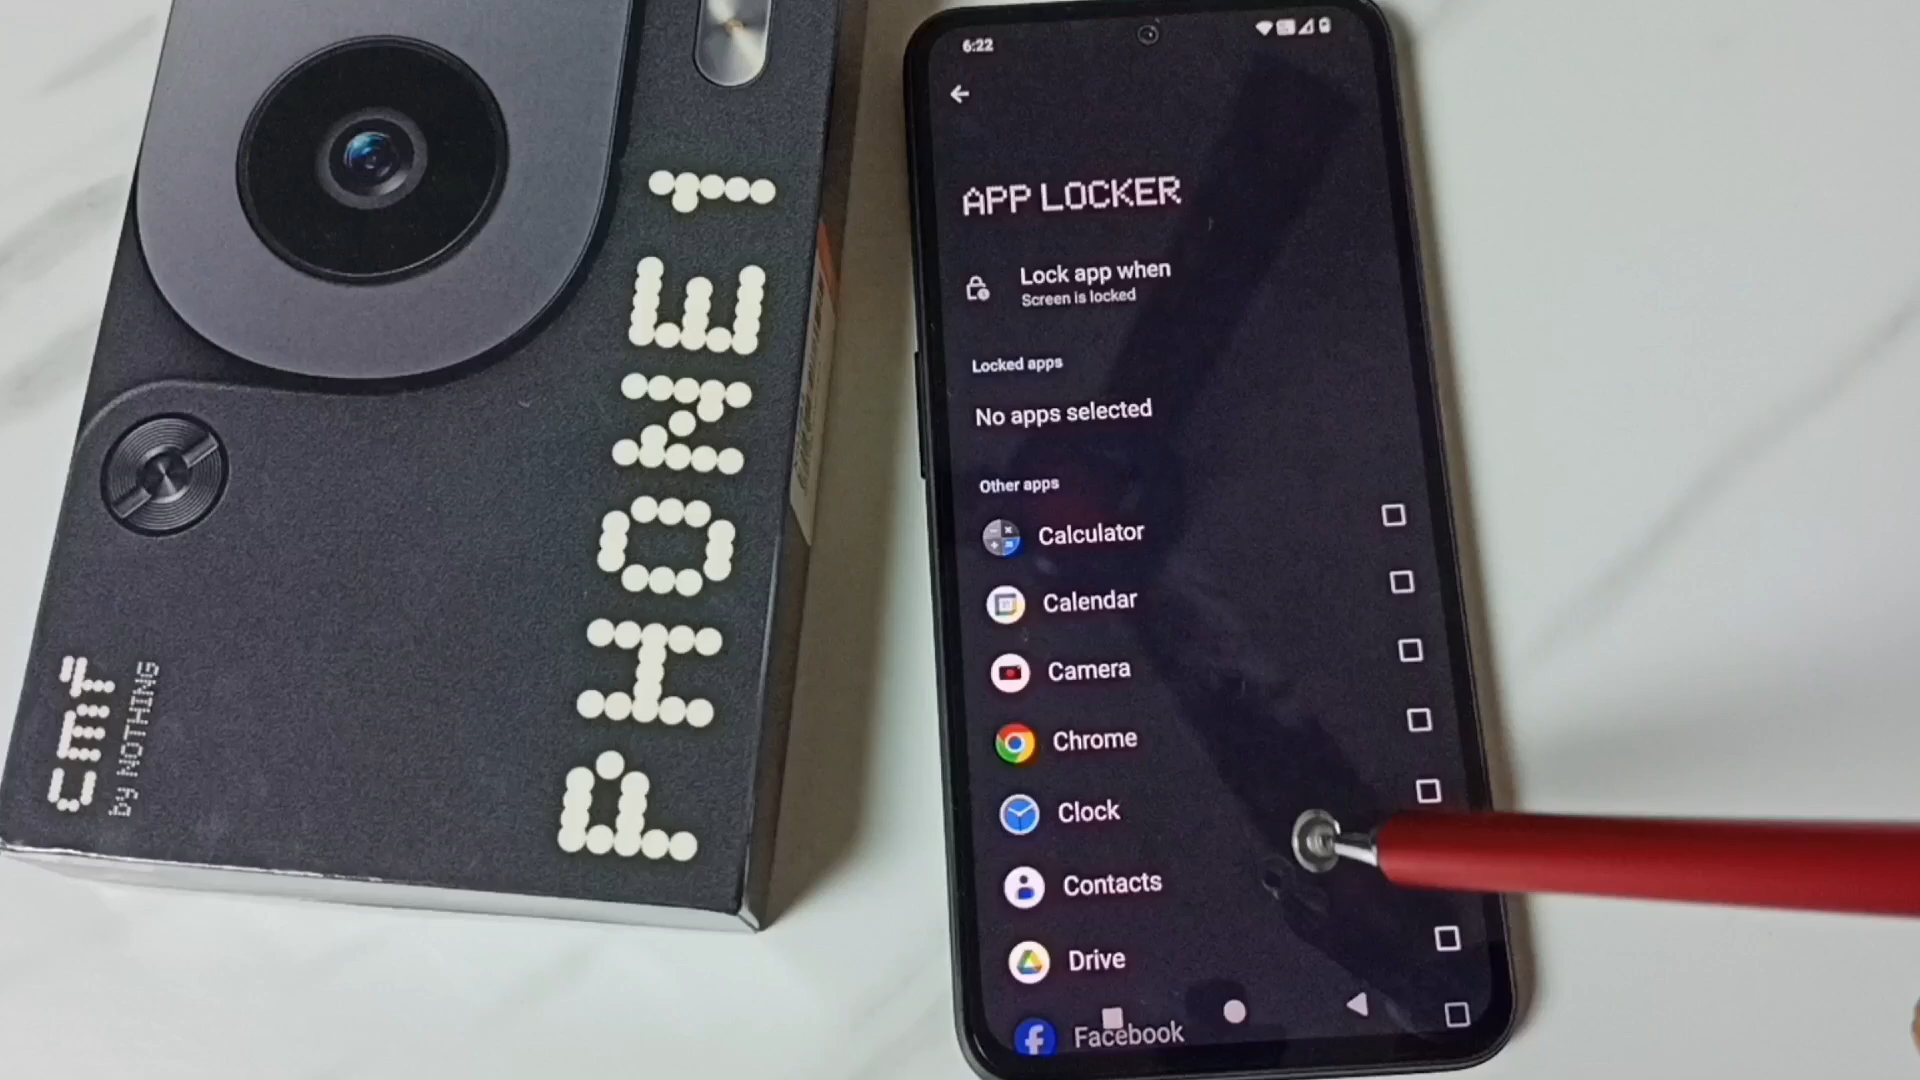 PHONE 1
cmf
by NOTHING
6:22
APP LOCKER
Lock app when
Screen is locked
Locked apps
No apps selected
Other apps
Calculator
Calendar
Camera
Chrome
Clock
Contacts
Drive
Facebook